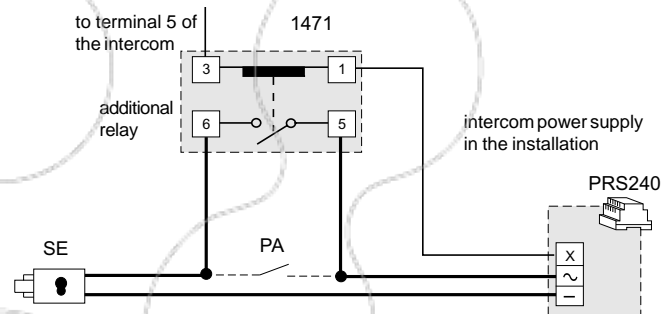 to terminal 5 of
the intercom
1471
3
1
additional
relay
6
5
intercom power supply
in the installation
PRS240
SE
PA
X
~
–